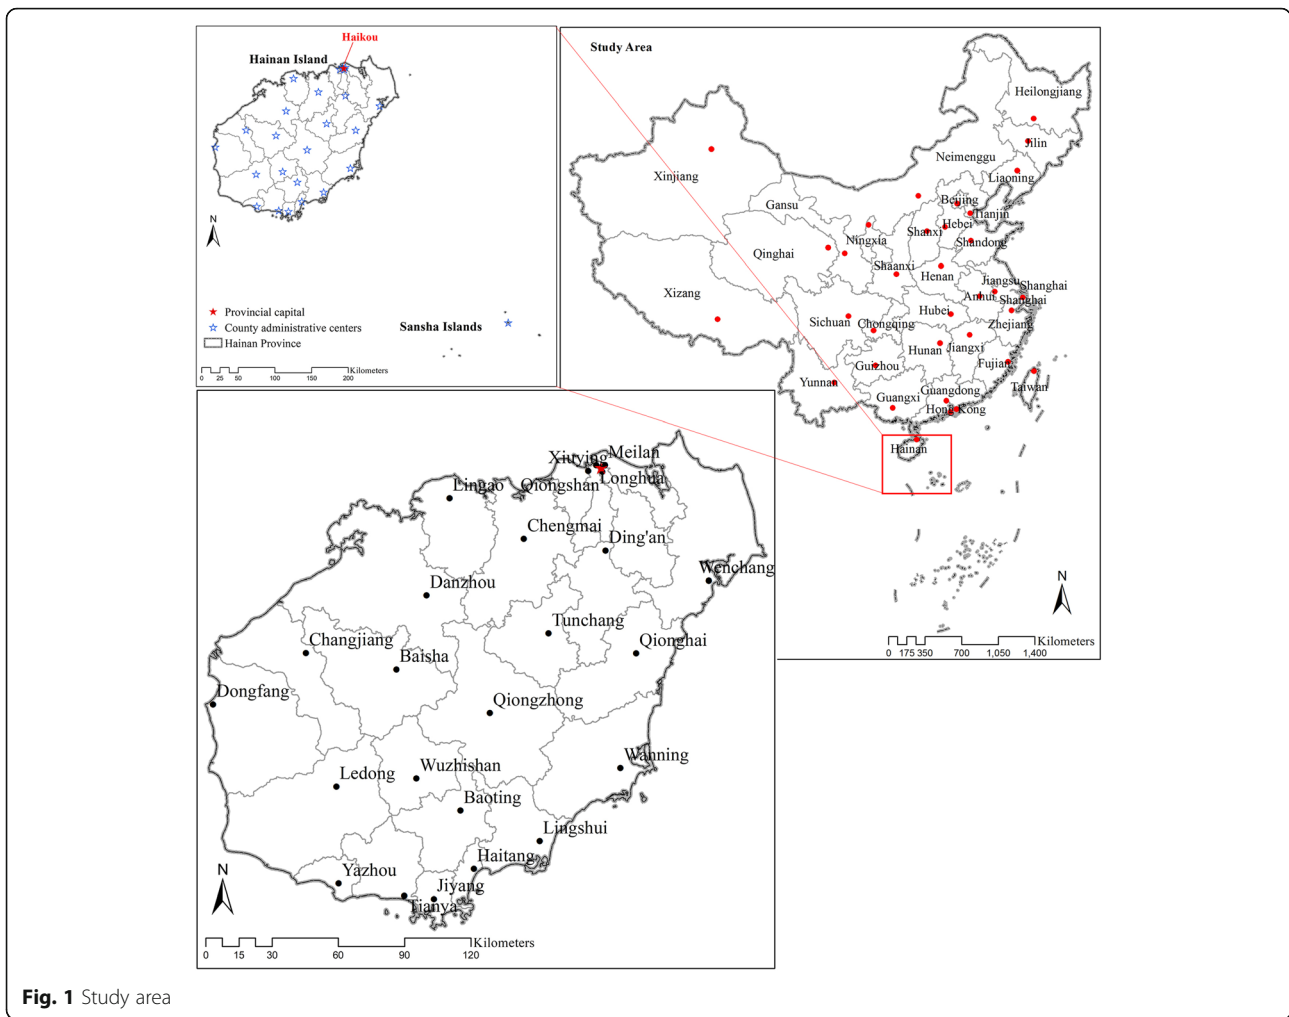 Haikou
Hainan Island
N
Provincial capital
County administrative centers
Hainan Province
Sansha Islands
Kilometers
0 25 50 100 150 200
Study Area
Heilongjiang
Jilin
Neimenggu
Liaoning
Xinjiang
Gansu
Beijing
Tianjin
Hebei
Shanxi
Ningxia
Shandong
Qinghai
Shaanxi
Henan
Xizang
Jiangsu
Shanghai
Anhui
Shanghai
Hubei
Sichuan
Chongqing
Zhejiang
Hunan
Jiangxi
Guizhou
Fujian
Yunnan
Taiwan
Guangdong
Guangxi
Hong Kong
Hainan
N
Kilometers
0 175 350 700 1,050 1,400
Xiuying
Meilan
Lingao
Qiongshan
Longhua
Chengmai
Ding'an
Wenchang
Danzhou
Tunchang
Changjiang
Qionghai
Baisha
Dongfang
Qiongzhong
Wanning
Ledong
Wuzhishan
Baoting
Lingshui
Haitang
Yazhou
Jiyang
Tianya
N
Kilometers
0 15 30 60 90 120
Fig. 1 Study area